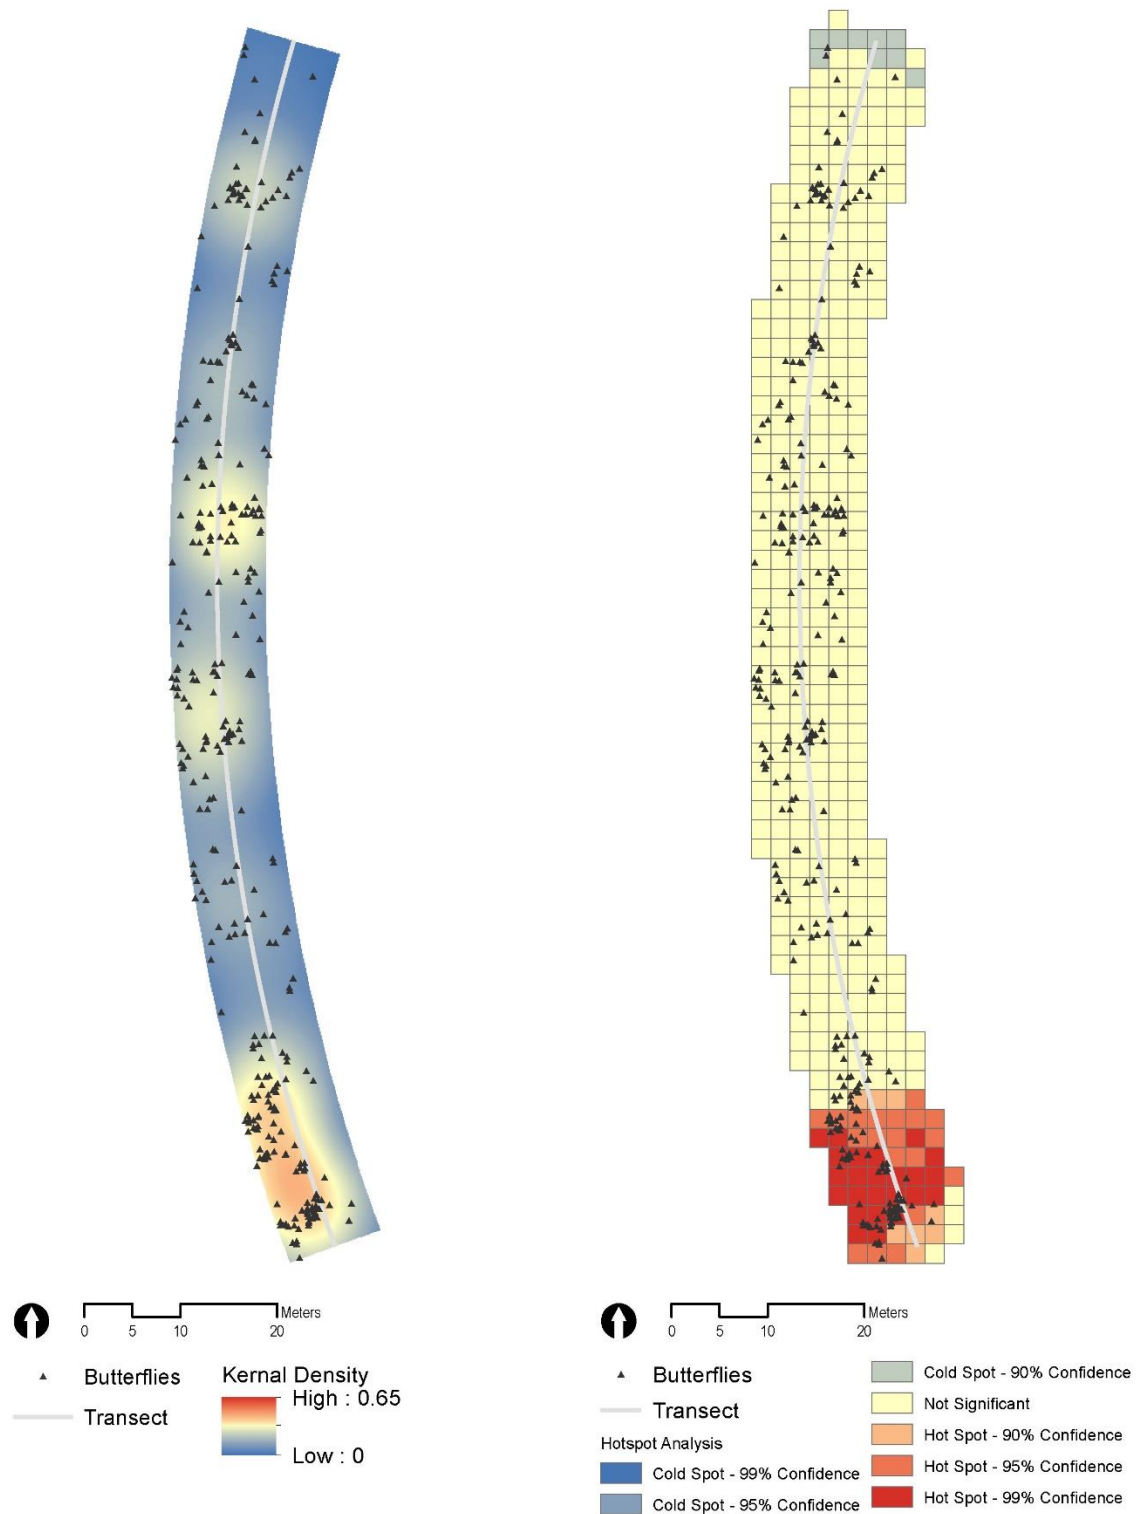 Meters
0 5 10 20
Butterflies
Transect
Kernal Density
High : 0.65
Low : 0
Meters
0 5 10 20
Butterflies
Transect
Hotspot Analysis
Cold Spot - 99% Confidence
Cold Spot - 95% Confidence
Cold Spot - 90% Confidence
Not Significant
Hot Spot - 90% Confidence
Hot Spot - 95% Confidence
Hot Spot - 99% Confidence